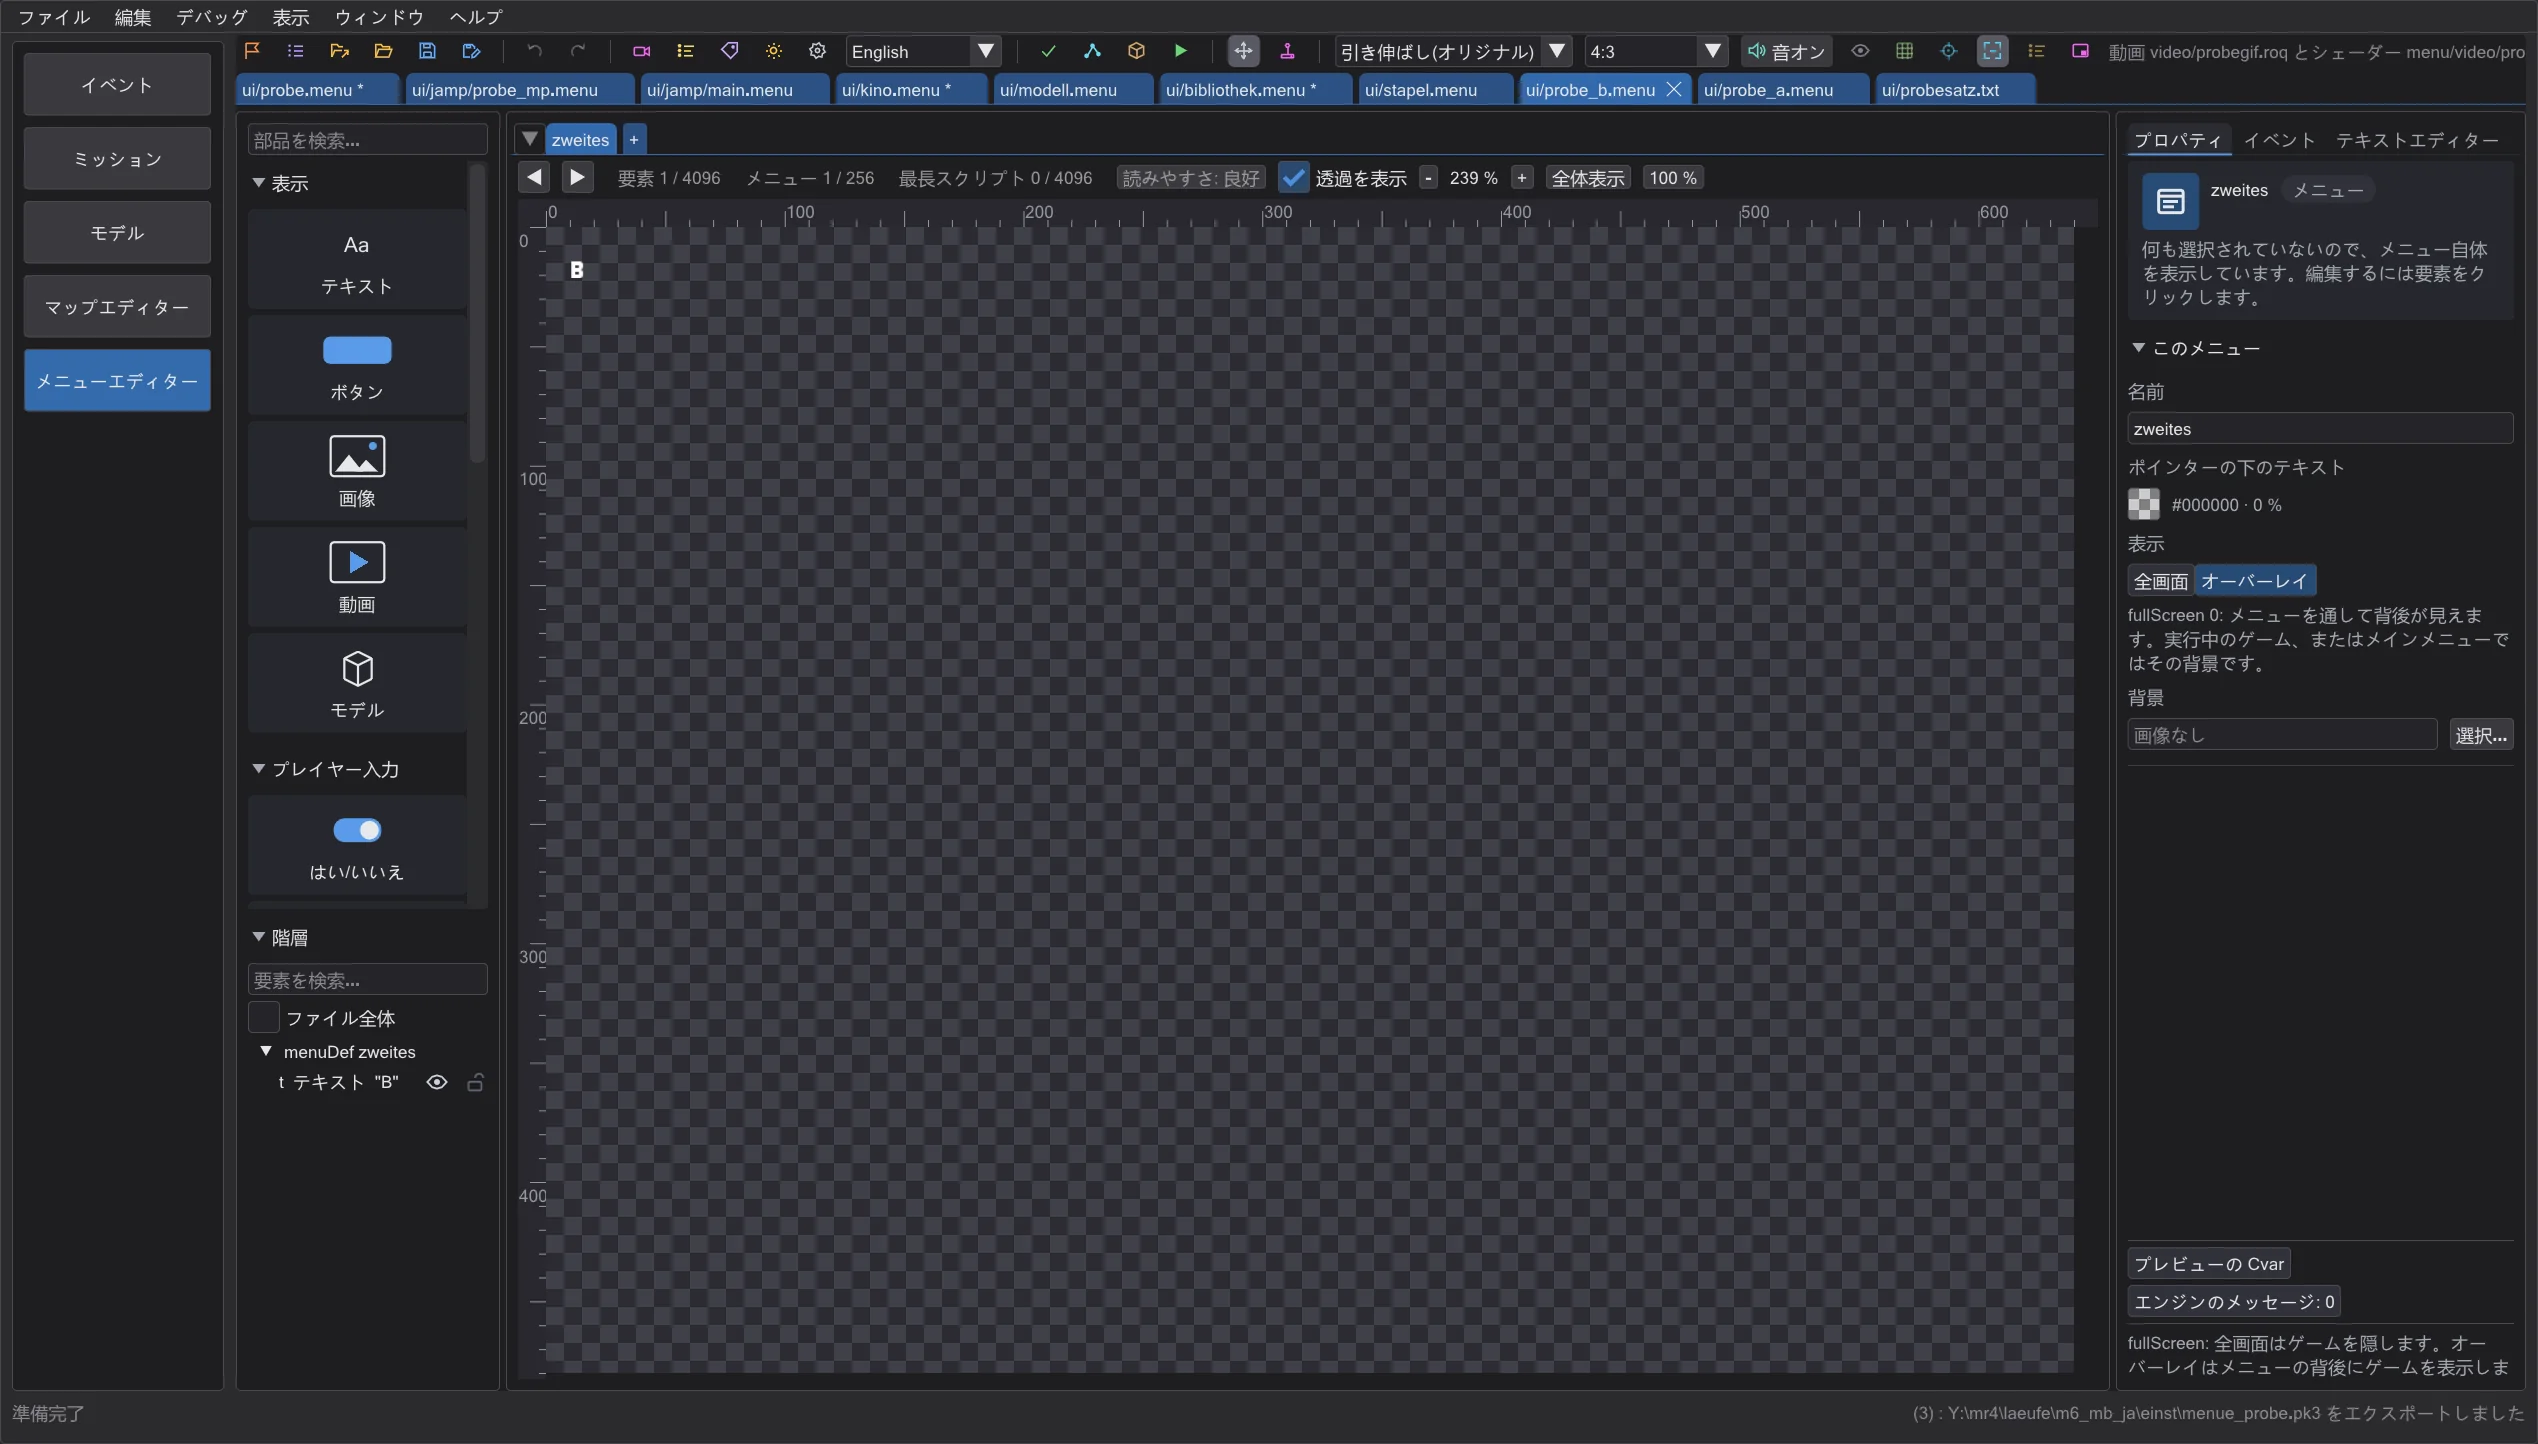 ファイル 編集 デバッグ 表示 ウィンドウ ヘルプ
English 引き伸ばし(オリジナル) 4:3 音オン 動画 video/probegif.roq とシェーダー menu/video/pro
ui/probe.menu * ui/jamp/probe_mp.menu ui/jamp/main.menu ui/kino.menu * ui/modell.menu ui/bibliothek.menu * ui/stapel.menu ui/probe_b.menu ui/probe_a.menu ui/probesatz.txt
イベント
ミッション
モデル
マップエディター
メニューエディター
部品を検索...
表示
Aa
テキスト
ボタン
画像
動画
モデル
プレイヤー入力
はい/いいえ
階層
要素を検索...
ファイル全体
menuDef zweites
t テキスト "B"
zweites +
要素 1 / 4096 メニュー 1 / 256 最長スクリプト 0 / 4096 読みやすさ: 良好 透過を表示 - 239 % + 全体表示 100 %
0 100 200 300 400 500 600
0
B
100
200
300
400
プロパティ イベント テキストエディター
zweites メニュー
何も選択されていないので、メニュー自体
を表示しています。編集するには要素をク
リックします。
このメニュー
名前
zweites
ポインターの下のテキスト
#000000 · 0 %
表示
全画面 オーバーレイ
fullScreen 0: メニューを通して背後が見えま
す。実行中のゲーム、またはメインメニューで
はその背景です。
背景
画像なし 選択...
プレビューの Cvar
エンジンのメッセージ: 0
fullScreen: 全画面はゲームを隠します。オー
バーレイはメニューの背後にゲームを表示しま
準備完了 (3) : Y:\mr4\laeufe\m6_mb_ja\einst\menue_probe.pk3 をエクスポートしました